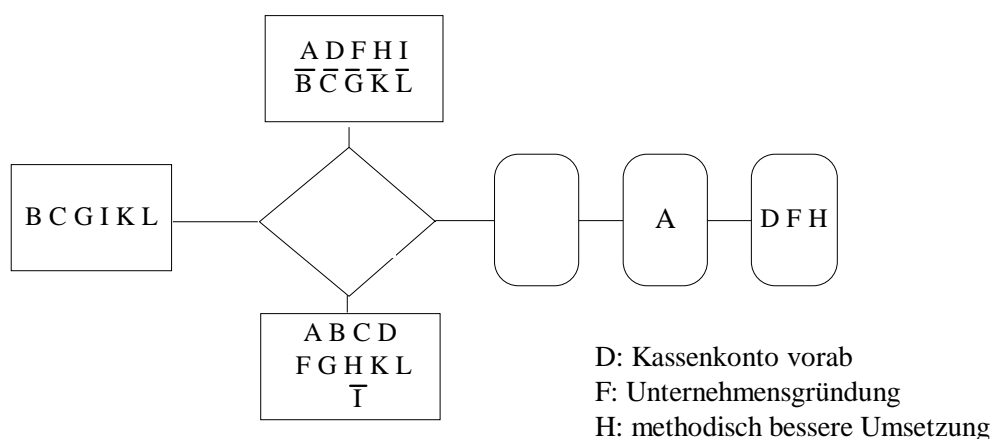 A D F H I
B̅ C̅ G̅ K̅ L̅
B C G I K L
A
D F H
A B C D
F G H K L
I̅
D: Kassenkonto vorab
F: Unternehmensgründung
H: methodisch bessere Umsetzung